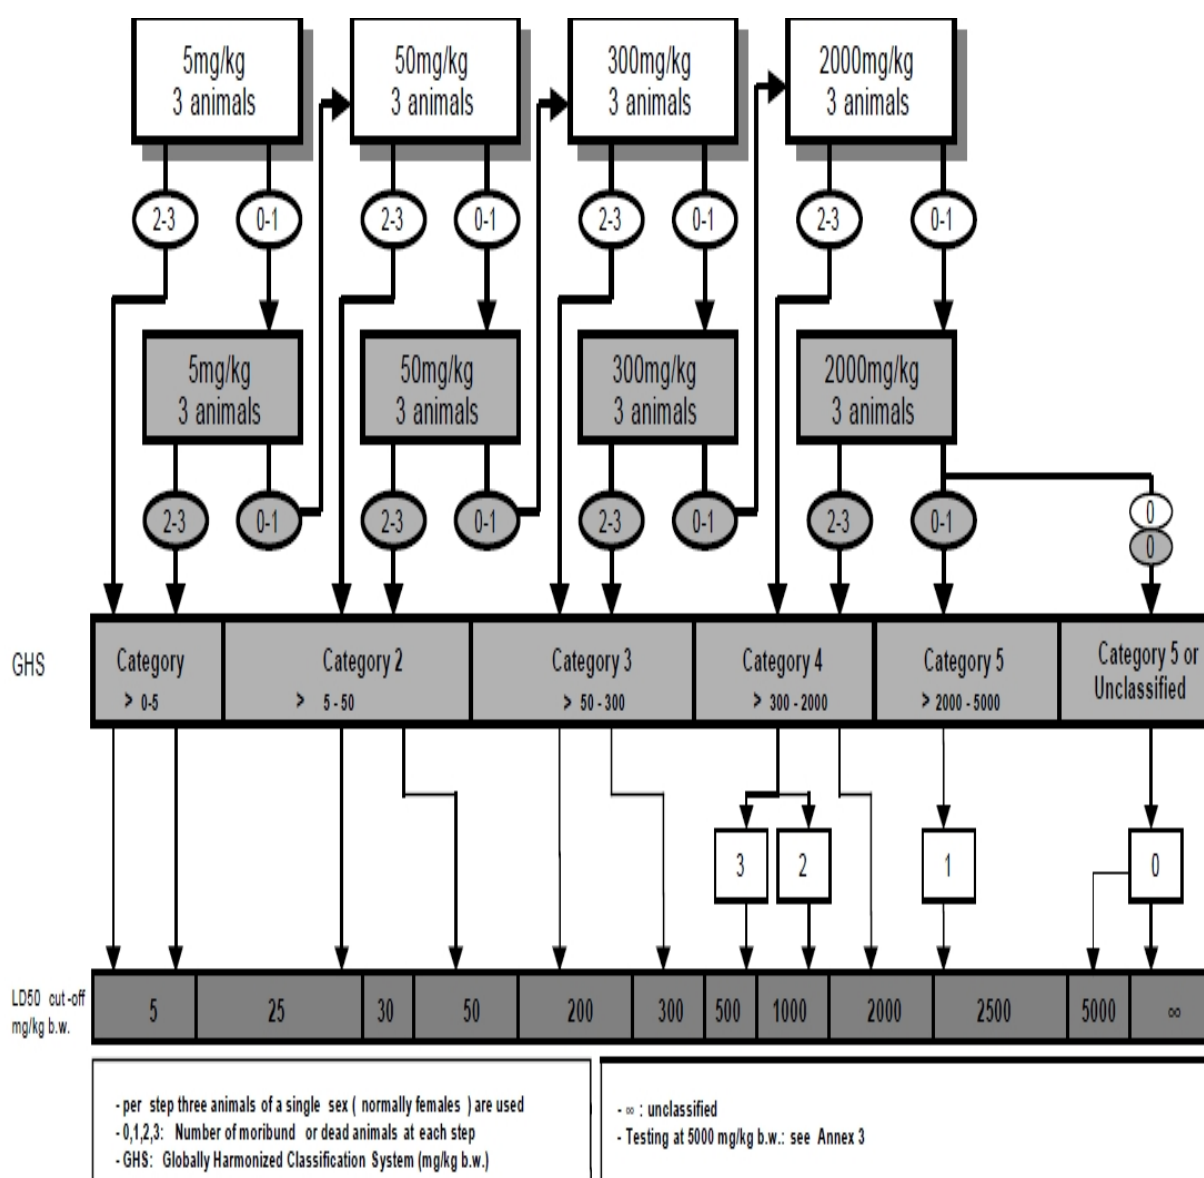 5mg/kg
3 animals
50mg/kg
3 animals
300mg/kg
3 animals
2000mg/kg
3 animals
2-3
0-1
2-3
0-1
2-3
0-1
2-3
0-1
5mg/kg
3 animals
50mg/kg
3 animals
300mg/kg
3 animals
2000mg/kg
3 animals
2-3
0-1
2-3
0-1
2-3
0-1
2-3
0-1
0
0
GHS
Category
> 0-5
Category 2
> 5 - 50
Category 3
> 50 - 300
Category 4
> 300 - 2000
Category 5
> 2000 - 5000
Category 5 or
Unclassified
3
2
1
0
LD50 cut-off
mg/kg b.w.
5
25
30
50
200
300
500
1000
2000
2500
5000
∞
- per step three animals of a single sex ( normally females ) are used
- 0,1,2,3: Number of moribund or dead animals at each step
- GHS: Globally Harmonized Classification System (mg/kg b.w.)
- ∞ : unclassified
- Testing at 5000 mg/kg b.w.: see Annex 3